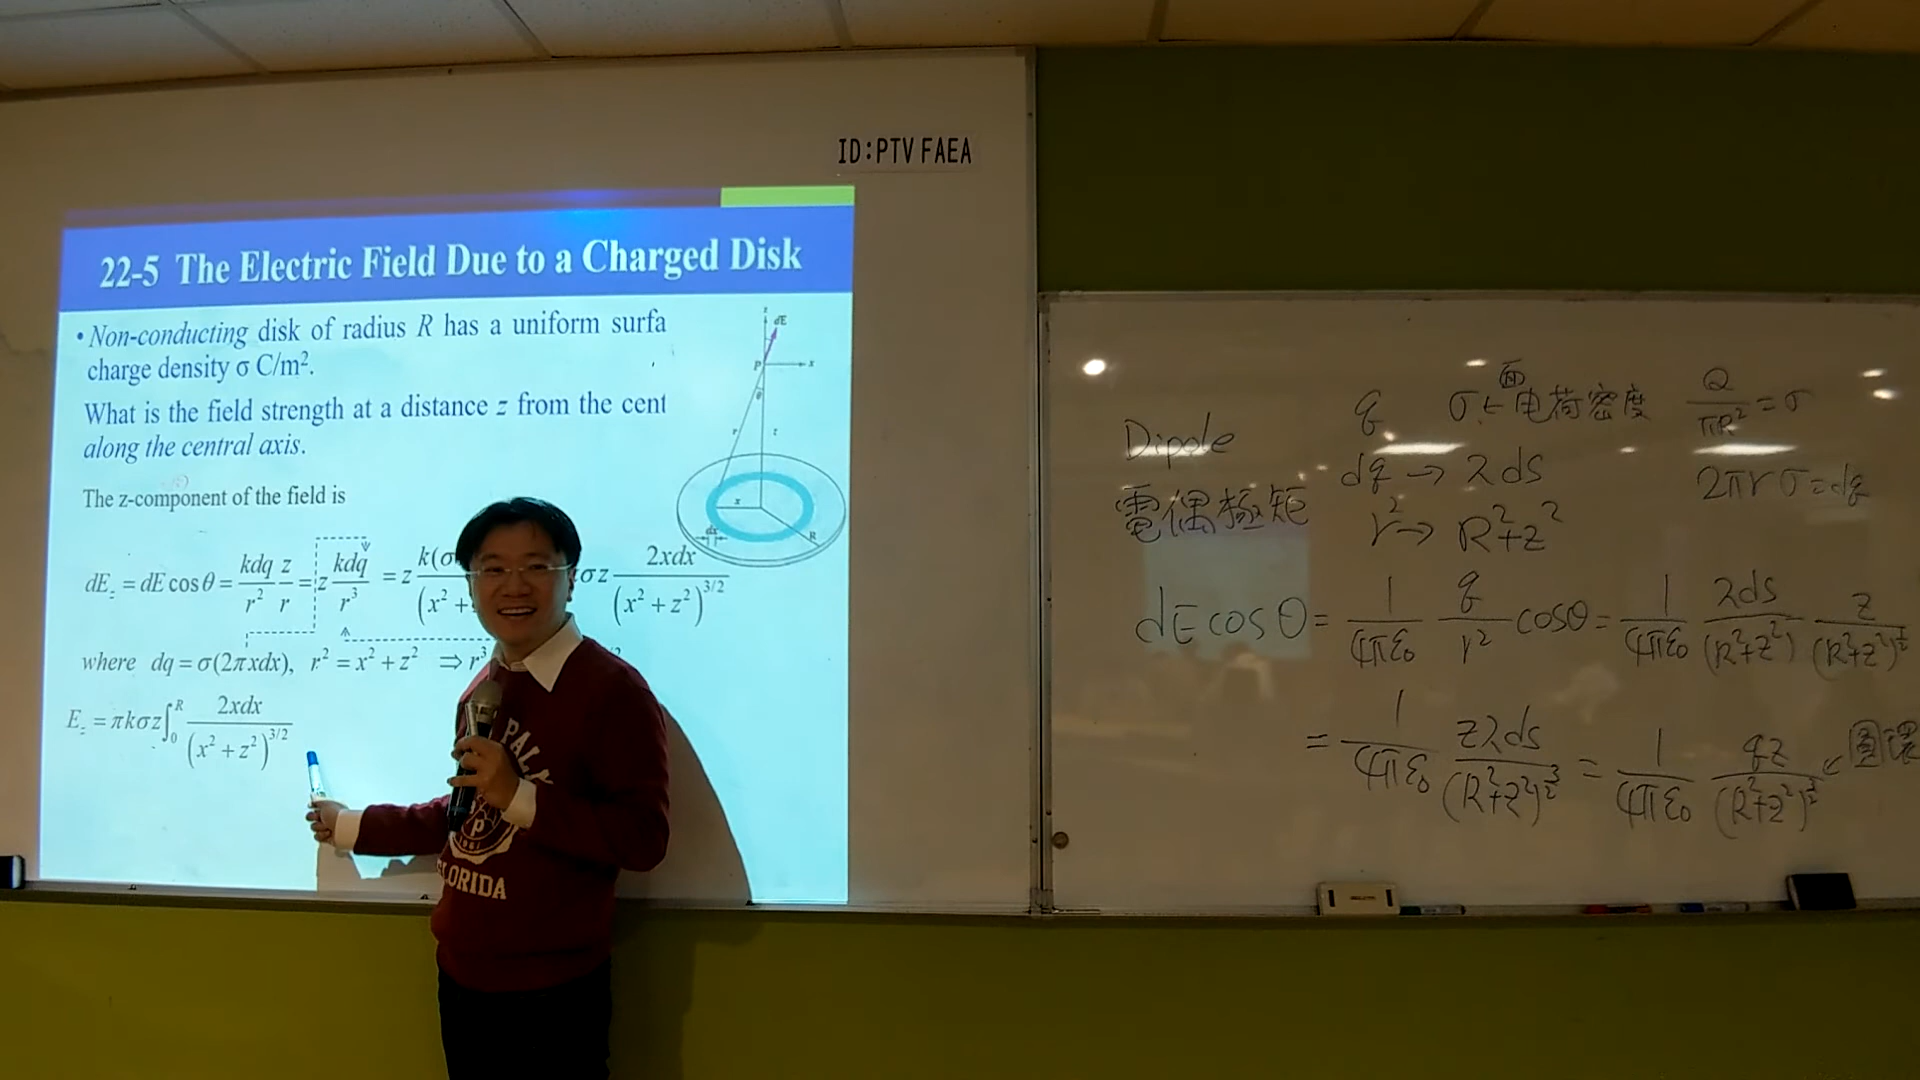 ID:PTV FAEA
22-5 The Electric Field Due to a Charged Disk
• Non-conducting disk of radius R has a uniform surfa
charge density σ C/m².
What is the field strength at a distance z from the cent
along the central axis.
The z-component of the field is
dE_z = dE cos θ = kdq/r² z/r = z kdq/r³ = z k(σ / (x² + σz 2xdx/(x² + z²)^3/2
where dq = σ(2πxdx), r² = x² + z² ⇒ r³
E_z = πkσz ∫₀^R 2xdx/(x² + z²)^3/2
z
dE
P
x
θ
r
z
x
dx
R
PALM
P
1961
FLORIDA
Dipole
電偶極矩
q
σ ← 面电荷密度
Q/πR² = σ
dq → λds
2πrσ = dq
r² → R²+z²
dE cos θ = 1/4πε₀ q/r² cosθ = 1/4πε₀ λds/(R²+z²) z/(R²+z²)^½
= 1/4πε₀ zλds/(R²+z²)^3/2 = 1/4πε₀ qz/(R²+z²)^3/2 ← 圓環